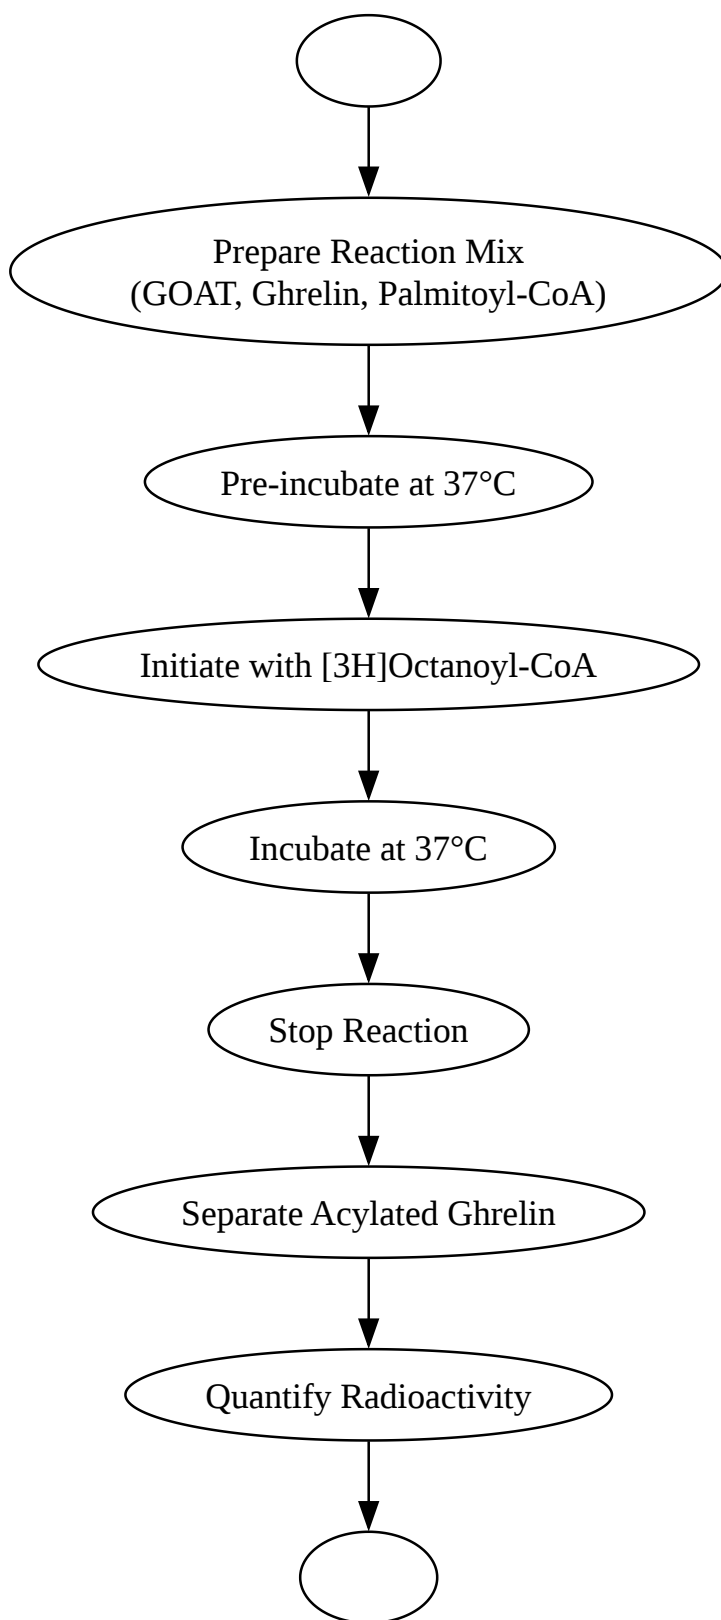 Prepare Reaction Mix
(GOAT, Ghrelin, Palmitoyl-CoA)
Pre-incubate at 37°C
Initiate with [3H]Octanoyl-CoA
Incubate at 37°C
Stop Reaction
Separate Acylated Ghrelin
Quantify Radioactivity